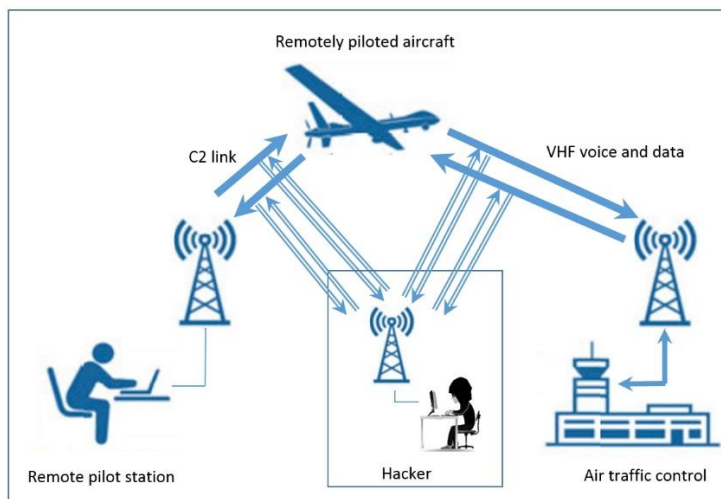 Remotely piloted aircraft
C2 link
VHF voice and data
Remote pilot station
Hacker
Air traffic control